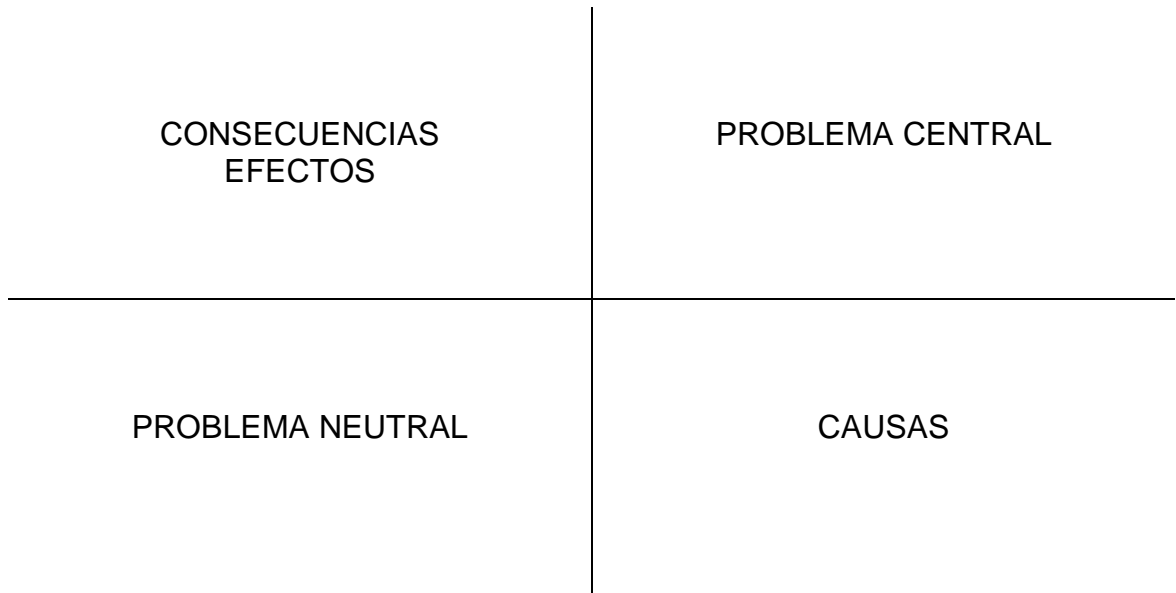 CONSECUENCIAS
EFECTOS
PROBLEMA CENTRAL
PROBLEMA NEUTRAL
CAUSAS